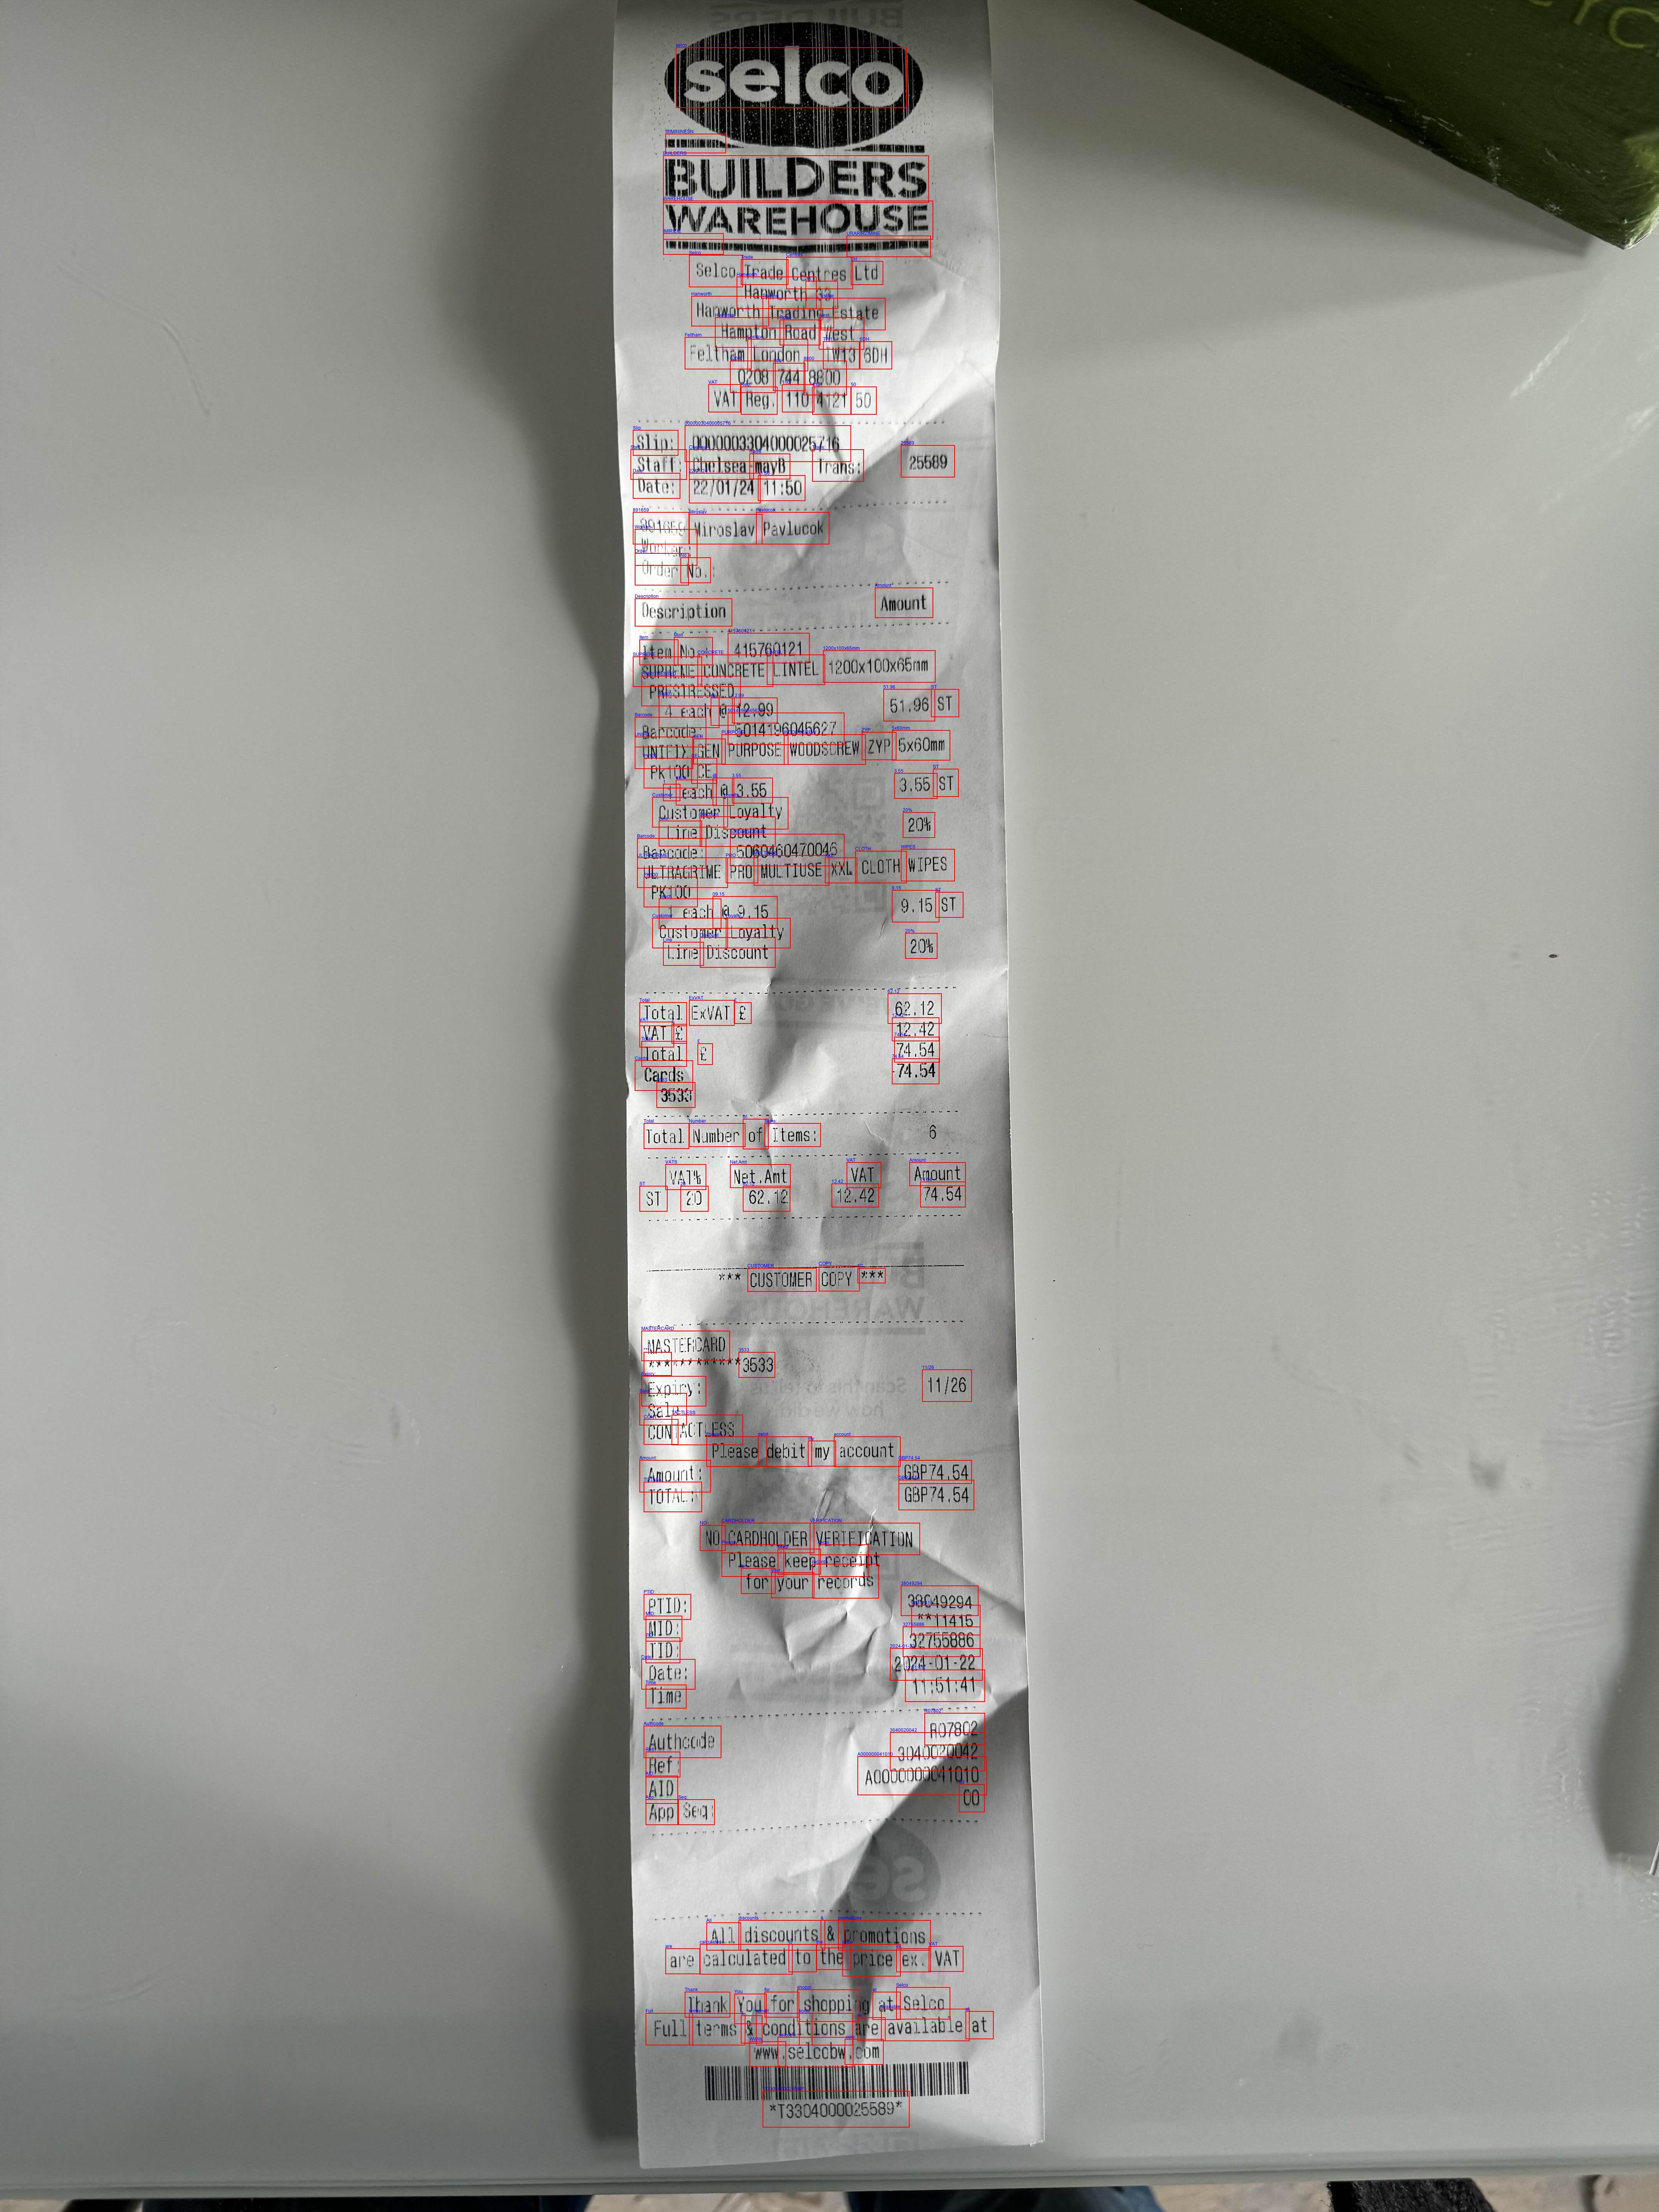 selco
BUILDERS
WAREHOUSE
Selco Trade Centres Ltd
Hanworth 33
Hanworth Trading Estate
Hampton Road West
Feltham London TW13 6DH
0208 744 8800
VAT Reg. 110 4121 50
Slip: 0000003304000025716
Staff: Chelsea-mayB Trans: 25589
Date: 22/01/24 11:50
891659 Miroslav Pavlucok
Worker:
Order No.:
Description Amount
Item No.: 415760121
SUPREME CONCRETE LINTEL 1200x100x65mm
PRESTRESSED
4 each @ 12.99 51.96 ST
Barcode: 5014196045627
UNIFIX GEN PURPOSE WOODSCREW ZYP 5x60mm
PK100 CE
1 each @ 3.55 3.55 ST
Customer Loyalty
Line Discount 20%
Barcode: 5060460470046
ULTRAGRIME PRO MULTIUSE XXL CLOTH WIPES
PK100
1 each @ 9.15 9.15 ST
Customer Loyalty
Line Discount 20%
Total ExVAT £ 62.12
VAT £ 12.42
Total £ 74.54
Cards -74.54
3533
Total Number of Items: 6
VAT% Net.Amt VAT Amount
ST 20 62.12 12.42 74.54
*** CUSTOMER COPY ***
MASTERCARD
************3533
Expiry: 11/26
Sale
CONTACTLESS
Please debit my account
Amount: GBP74.54
TOTAL: GBP74.54
NO CARDHOLDER VERIFICATION
Please keep receipt
for your records
PTID: 38049294
MID: **11415
TID: 32755886
Date: 2024-01-22
Time 11:51:41
Authcode R07802
Ref: 3040020042
AID A0000000041010
App Seq: 00
All discounts & promotions
are calculated to the price ex. VAT
Thank You for shopping at Selco
Full terms & conditions are available at
www.selcobw.com
*T3304000025589*